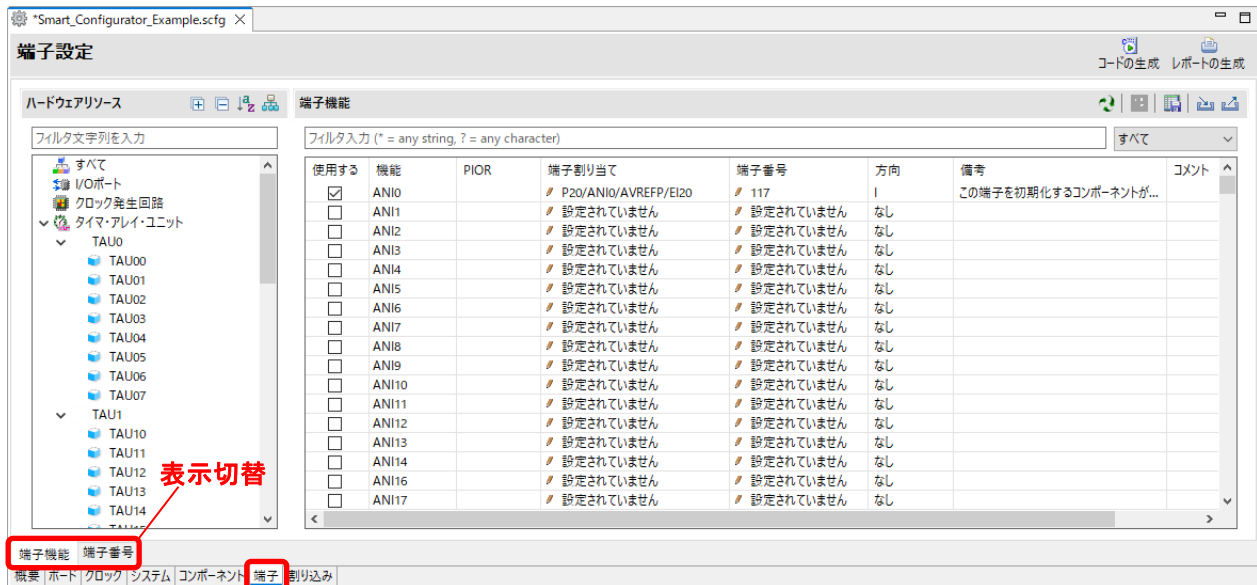 *Smart_Configurator_Example.scfg
端子設定
コードの生成 レポートの生成
ハードウェアリソース
端子機能
フィルタ文字列を入力
フィルタ入力 (* = any string, ? = any character)
すべて
すべて
I/Oポート
クロック発生回路
タイマ・アレイ・ユニット
TAU0
TAU00
TAU01
TAU02
TAU03
TAU04
TAU05
TAU06
TAU07
TAU1
TAU10
TAU11
TAU12
TAU13
TAU14
使用する 機能 PIOR 端子割り当て 端子番号 方向 備考 コメント
ANI0 P20/ANI0/AVREFP/EI20 117 I この端子を初期化するコンポーネントが...
ANI1 設定されていません 設定されていません なし
ANI2 設定されていません 設定されていません なし
ANI3 設定されていません 設定されていません なし
ANI4 設定されていません 設定されていません なし
ANI5 設定されていません 設定されていません なし
ANI6 設定されていません 設定されていません なし
ANI7 設定されていません 設定されていません なし
ANI8 設定されていません 設定されていません なし
ANI9 設定されていません 設定されていません なし
ANI10 設定されていません 設定されていません なし
ANI11 設定されていません 設定されていません なし
ANI12 設定されていません 設定されていません なし
ANI13 設定されていません 設定されていません なし
ANI14 設定されていません 設定されていません なし
ANI16 設定されていません 設定されていません なし
ANI17 設定されていません 設定されていません なし
表示切替
端子機能 端子番号
概要 ボード クロック システム コンポーネント 端子 割り込み